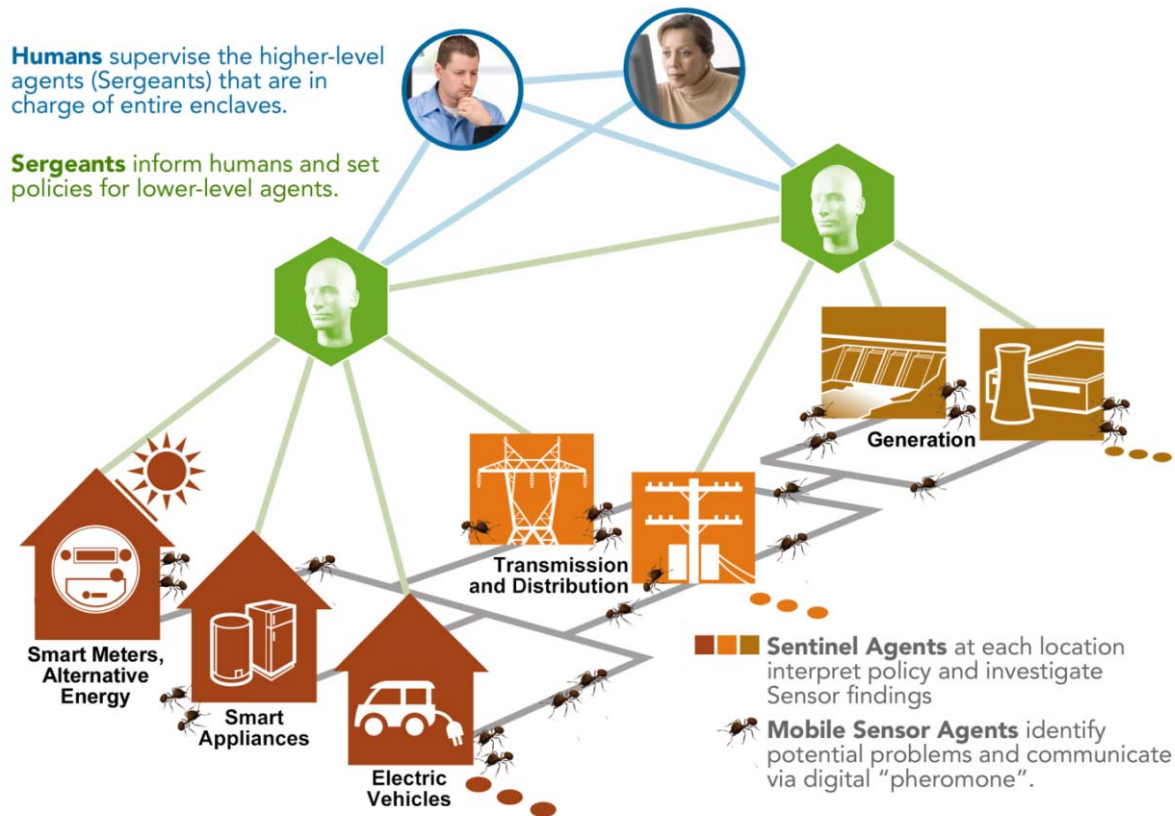 Humans supervise the higher-level
agents (Sergeants) that are in
charge of entire enclaves.
Sergeants inform humans and set
policies for lower-level agents.
Generation
Transmission
and Distribution
Smart Meters,
Alternative
Energy
Smart
Appliances
Electric
Vehicles
Sentinel Agents at each location
interpret policy and investigate
Sensor findings
Mobile Sensor Agents identify
potential problems and communicate
via digital “pheromone”.